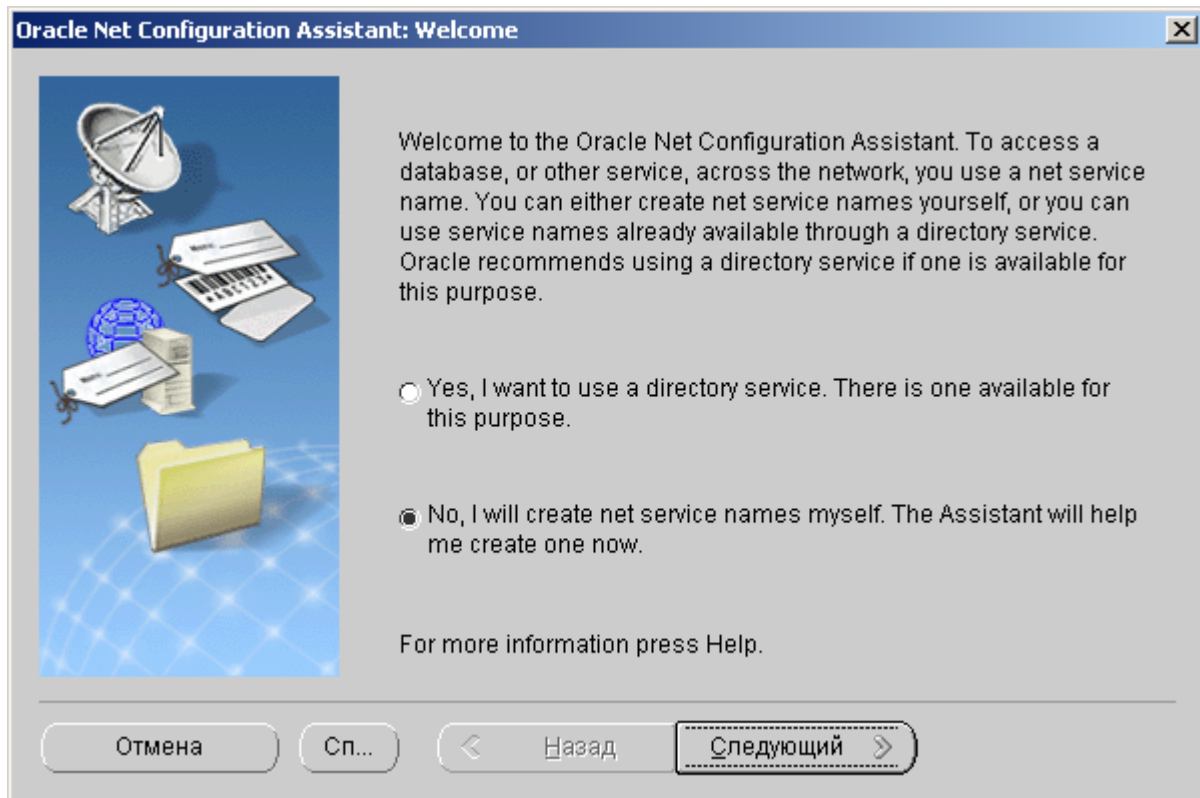 Oracle Net Configuration Assistant: Welcome
Welcome to the Oracle Net Configuration Assistant. To access a
database, or other service, across the network, you use a net service
name. You can either create net service names yourself, or you can
use service names already available through a directory service.
Oracle recommends using a directory service if one is available for
this purpose.
Yes, I want to use a directory service. There is one available for
this purpose.
No, I will create net service names myself. The Assistant will help
me create one now.
For more information press Help.
Отмена
Сп...
Назад
Следующий